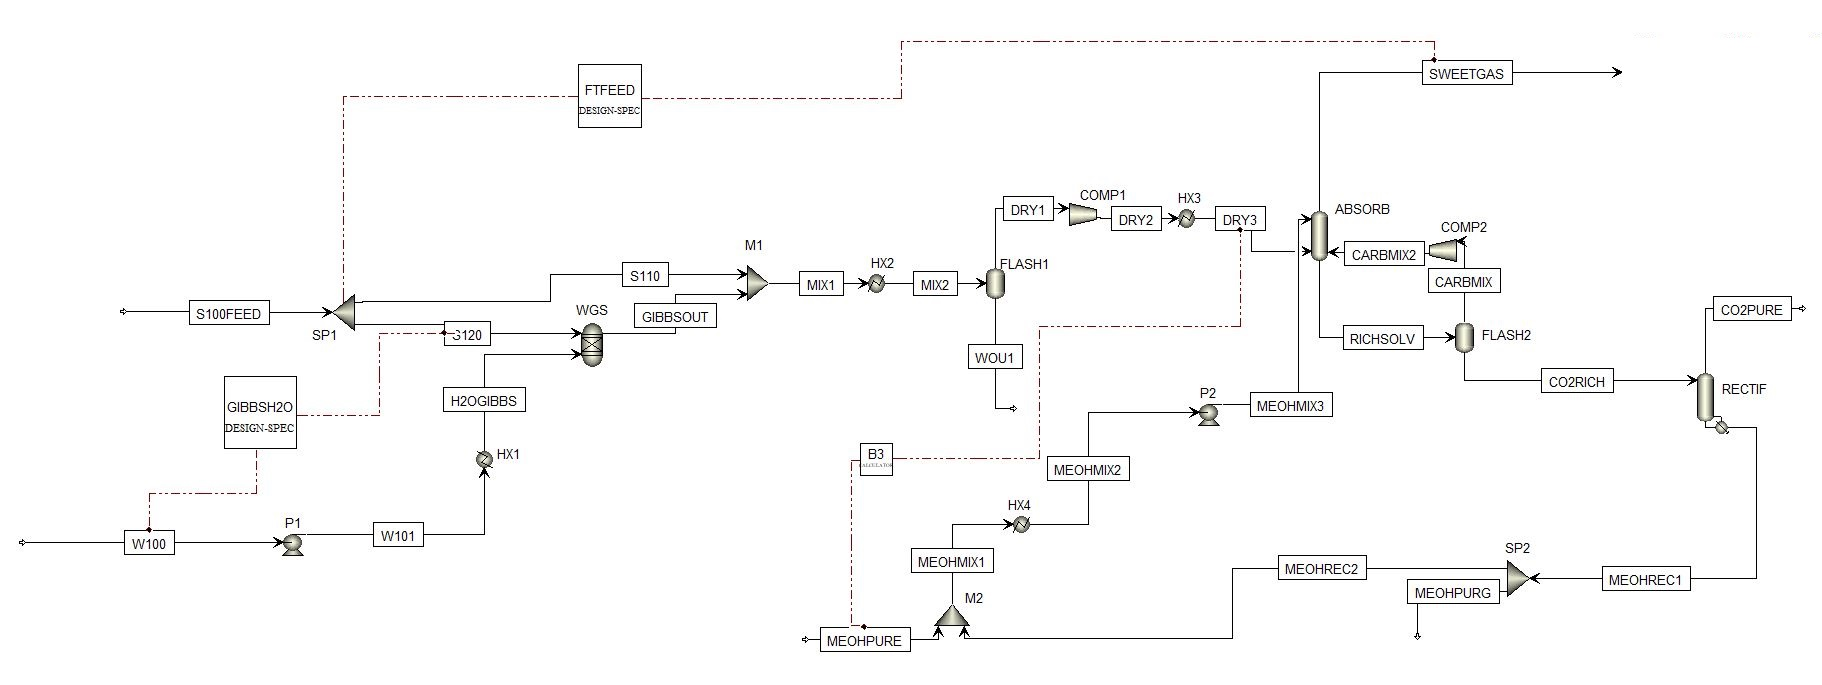 SWEETGAS
FTFEED
DESIGN-SPEC
COMP1
HX3
DRY1
DRY2
DRY3
ABSORB
COMP2
M1
CARBMIX2
HX2
FLASH1
S110
MIX1
MIX2
CARBMIX
S100FEED
WGS
GIBBSOUT
CO2PURE
SP1
S120
RICHSOLV
FLASH2
WOU1
CO2RICH
RECTIF
H2OGIBBS
P2
MEOHMIX3
GIBBSH2O
DESIGN-SPEC
HX1
B3
CALCULATOR
MEOHMIX2
HX4
P1
W100
W101
MEOHMIX1
SP2
MEOHREC2
MEOHREC1
MEOHPURG
M2
MEOHPURE